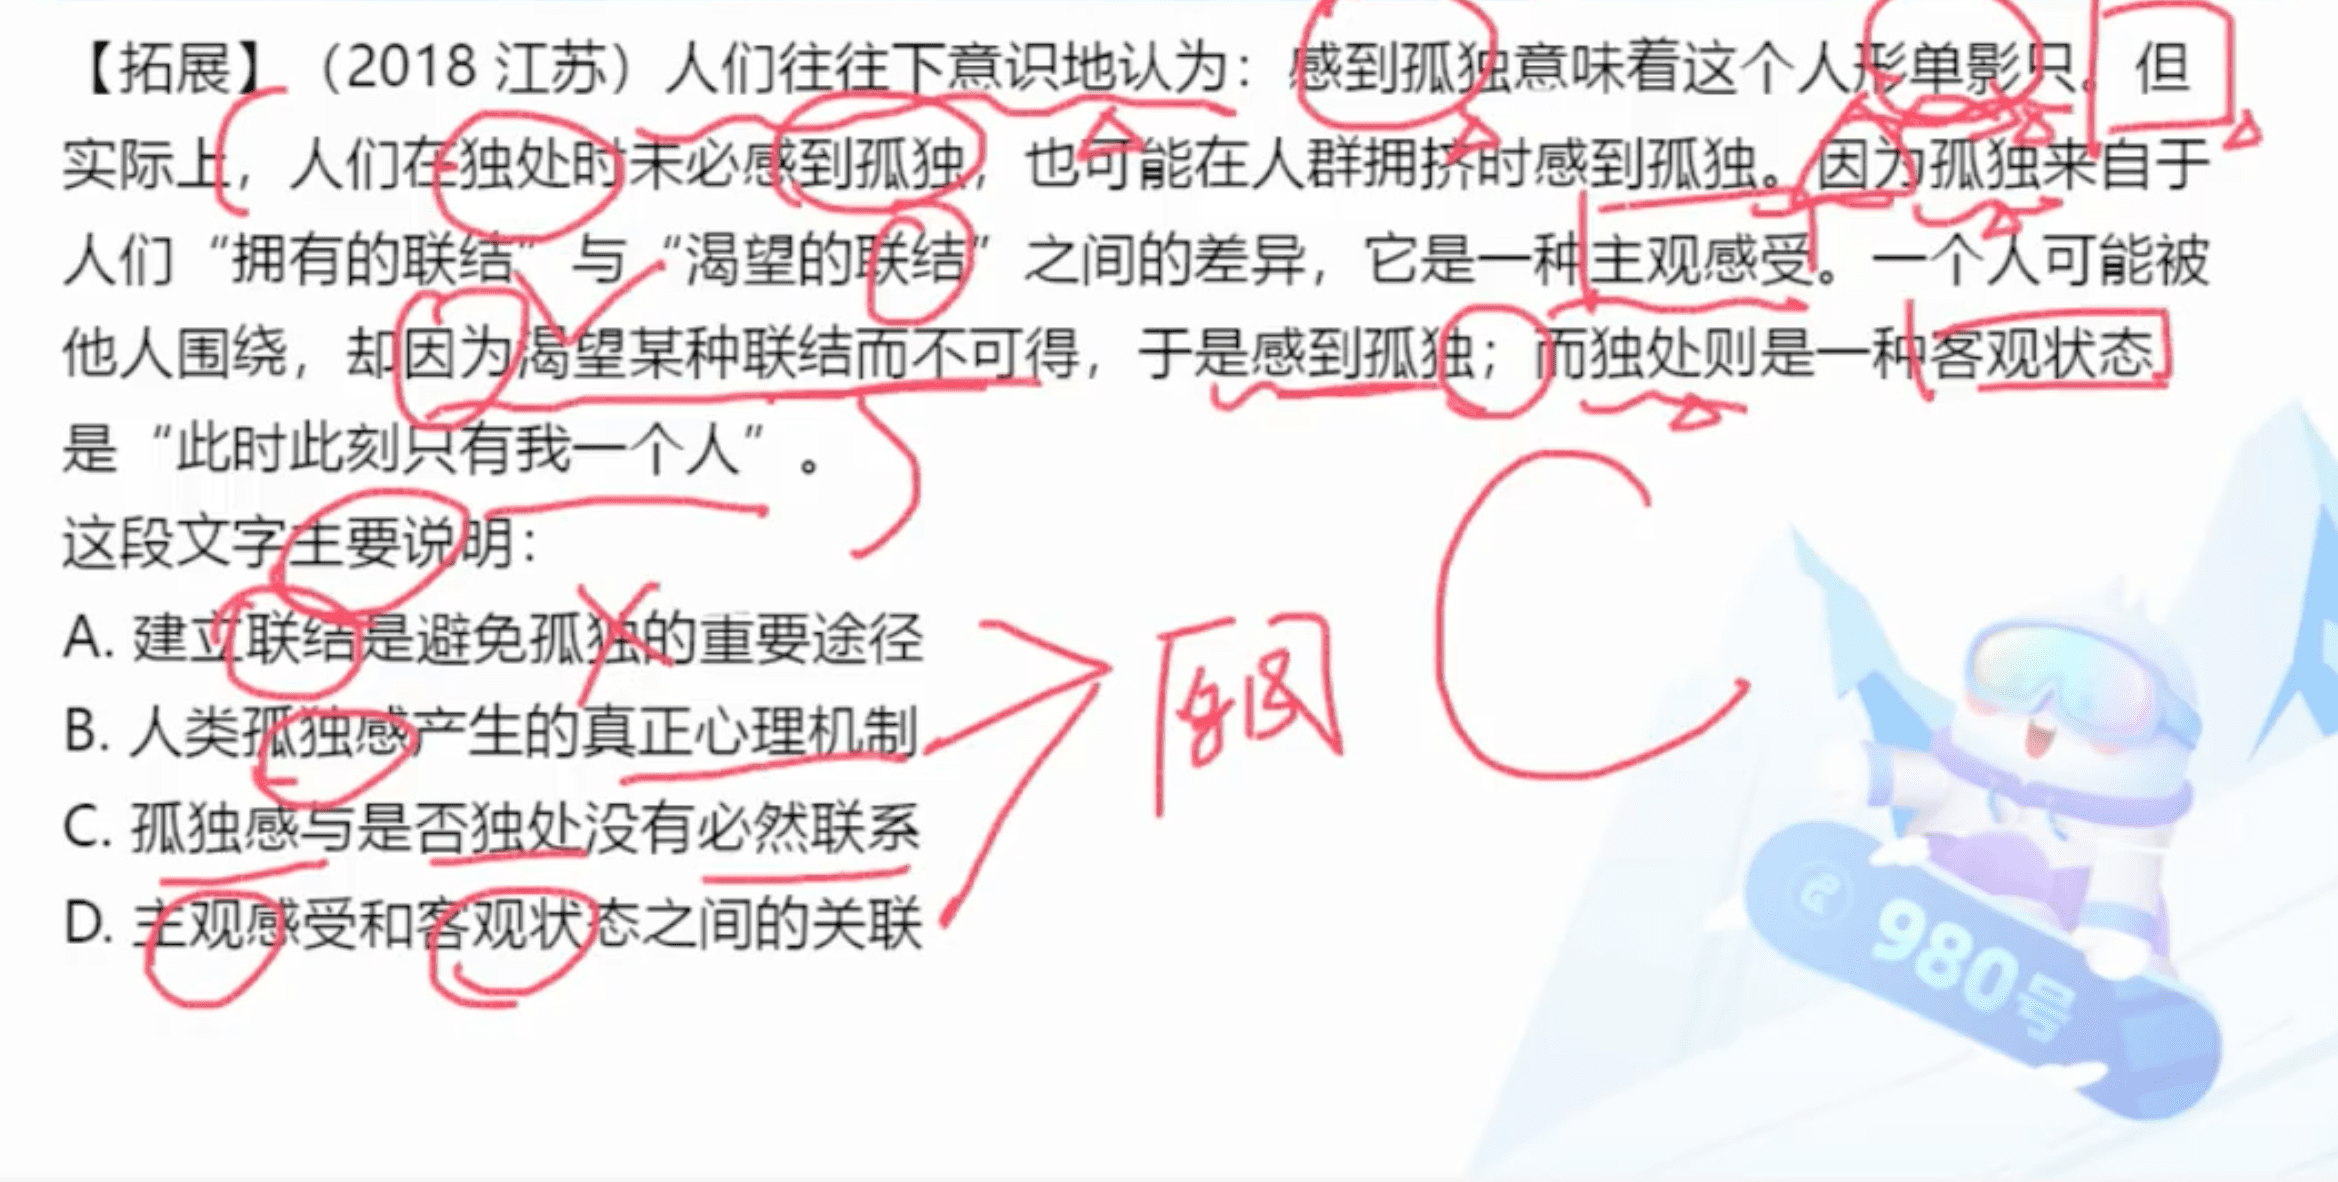 【拓展】（2018 江苏）人们往往下意识地认为：感到孤独意味着这个人形单影只。但
实际上，人们在独处时未必感到孤独，也可能在人群拥挤时感到孤独。因为孤独来自于
人们“拥有的联结”与“渴望的联结”之间的差异，它是一种主观感受。一个人可能被
他人围绕，却因为渴望某种联结而不可得，于是感到孤独；而独处则是一种客观状态，
是“此时此刻只有我一个人”。
这段文字主要说明：
A. 建立联结是避免孤独的重要途径
B. 人类孤独感产生的真正心理机制
C. 孤独感与是否独处没有必然联系
D. 主观感受和客观状态之间的关联
980号